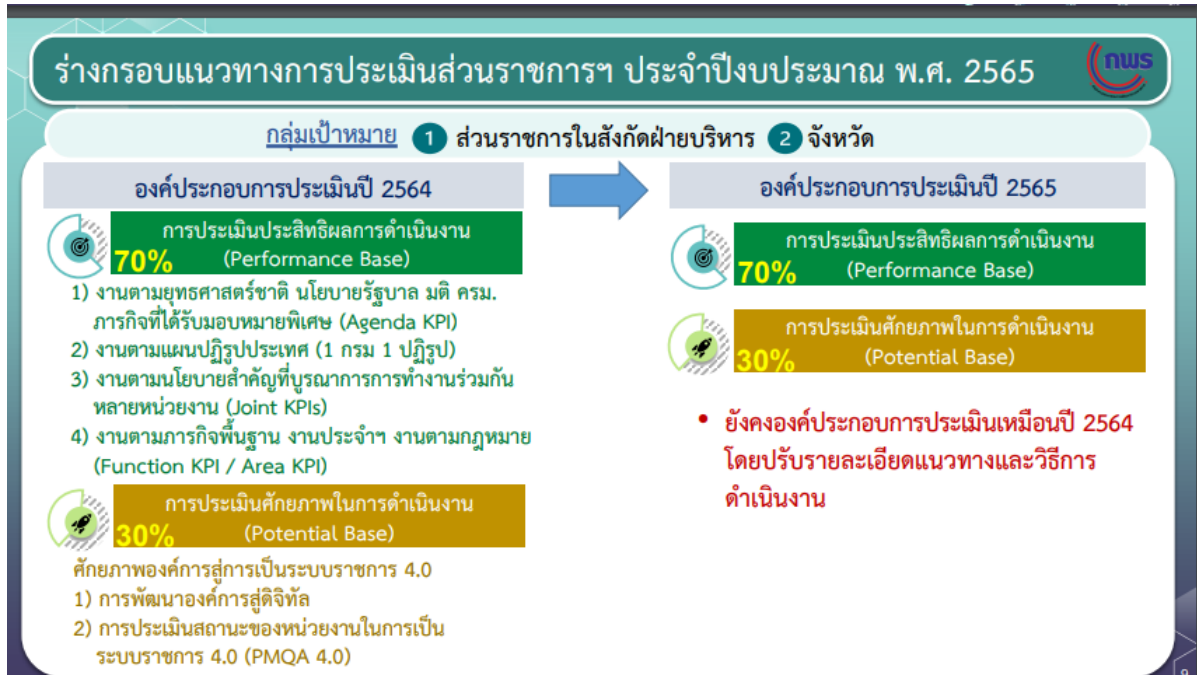 ร่างกรอบแนวทางการประเมินส่วนราชการฯ ประจำปีงบประมาณ พ.ศ. 2565
กพร
กลุ่มเป้าหมาย 1 ส่วนราชการในสังกัดฝ่ายบริหาร 2 จังหวัด
องค์ประกอบการประเมินปี 2564
การประเมินประสิทธิผลการดำเนินงาน
70% (Performance Base)
1) งานตามยุทธศาสตร์ชาติ นโยบายรัฐบาล มติ ครม.
ภารกิจที่ได้รับมอบหมายพิเศษ (Agenda KPI)
2) งานตามแผนปฏิรูปประเทศ (1 กรม 1 ปฏิรูป)
3) งานตามนโยบายสำคัญที่บูรณาการการทำงานร่วมกัน
หลายหน่วยงาน (Joint KPIs)
4) งานตามภารกิจพื้นฐาน งานประจำฯ งานตามกฎหมาย
(Function KPI / Area KPI)
การประเมินศักยภาพในการดำเนินงาน
30% (Potential Base)
ศักยภาพองค์การสู่การเป็นระบบราชการ 4.0
1) การพัฒนาองค์การสู่ดิจิทัล
2) การประเมินสถานะของหน่วยงานในการเป็น
ระบบราชการ 4.0 (PMQA 4.0)
องค์ประกอบการประเมินปี 2565
การประเมินประสิทธิผลการดำเนินงาน
70% (Performance Base)
การประเมินศักยภาพในการดำเนินงาน
30% (Potential Base)
• ยังคงองค์ประกอบการประเมินเหมือนปี 2564
โดยปรับรายละเอียดแนวทางและวิธีการ
ดำเนินงาน